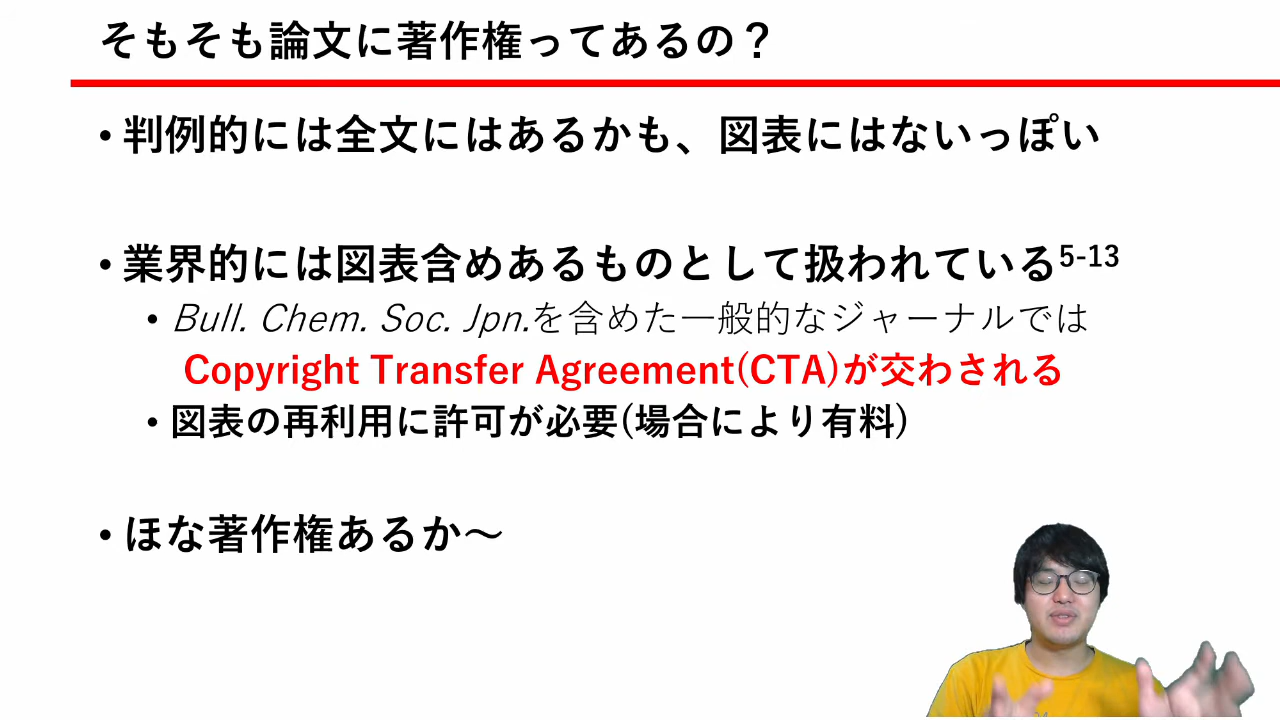 そもそも論文に著作権ってあるの？
• 判例的には全文にはあるかも、図表にはないっぽい
• 業界的には図表含めあるものとして扱われている5-13
• Bull. Chem. Soc. Jpn.を含めた一般的なジャーナルでは
Copyright Transfer Agreement(CTA)が交わされる
• 図表の再利用に許可が必要(場合により有料)
• ほな著作権あるか～